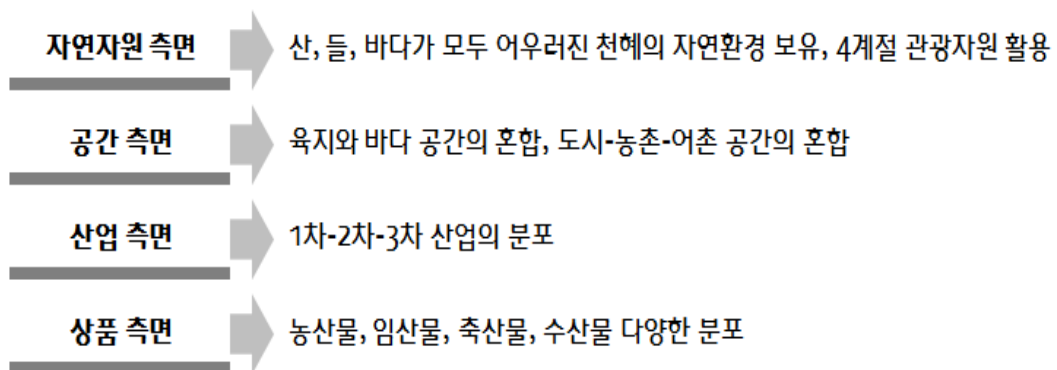 자연자원 측면 산, 들, 바다가 모두 어우러진 천혜의 자연환경 보유, 4계절 관광자원 활용
공간 측면 육지와 바다 공간의 혼합, 도시-농촌-어촌 공간의 혼합
산업 측면 1차-2차-3차 산업의 분포
상품 측면 농산물, 임산물, 축산물, 수산물 다양한 분포